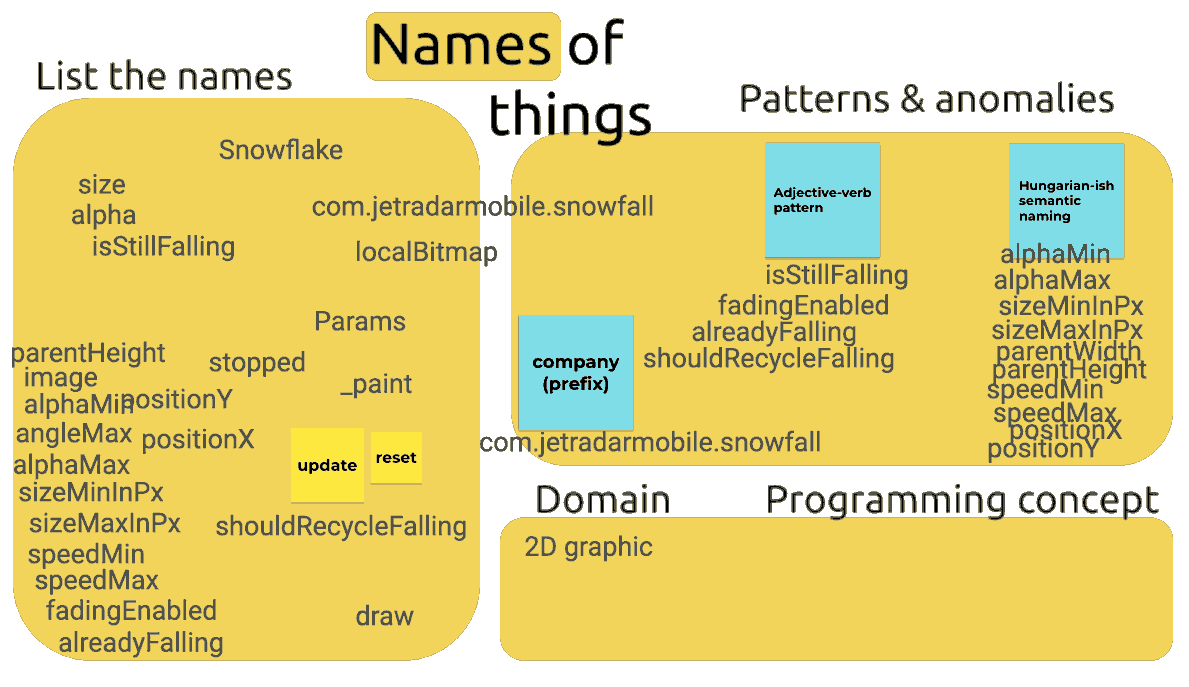 Names of
things
List the names
Snowflake
size
alpha
isStillFalling
com.jetradarmobile.snowfall
localBitmap
Params
parentHeight
stopped
image
_paint
alphaMin
positionY
angleMax
positionX
alphaMax
update
reset
sizeMinInPx
sizeMaxInPx
shouldRecycleFalling
speedMin
speedMax
fadingEnabled
draw
alreadyFalling
Patterns & anomalies
Adjective-verb
pattern
isStillFalling
fadingEnabled
alreadyFalling
shouldRecycleFalling
company
(prefix)
com.jetradarmobile.snowfall
Hungarian-ish
semantic
naming
alphaMin
alphaMax
sizeMinInPx
sizeMaxInPx
parentWidth
parentHeight
speedMin
speedMax
positionX
positionY
Domain
Programming concept
2D graphic